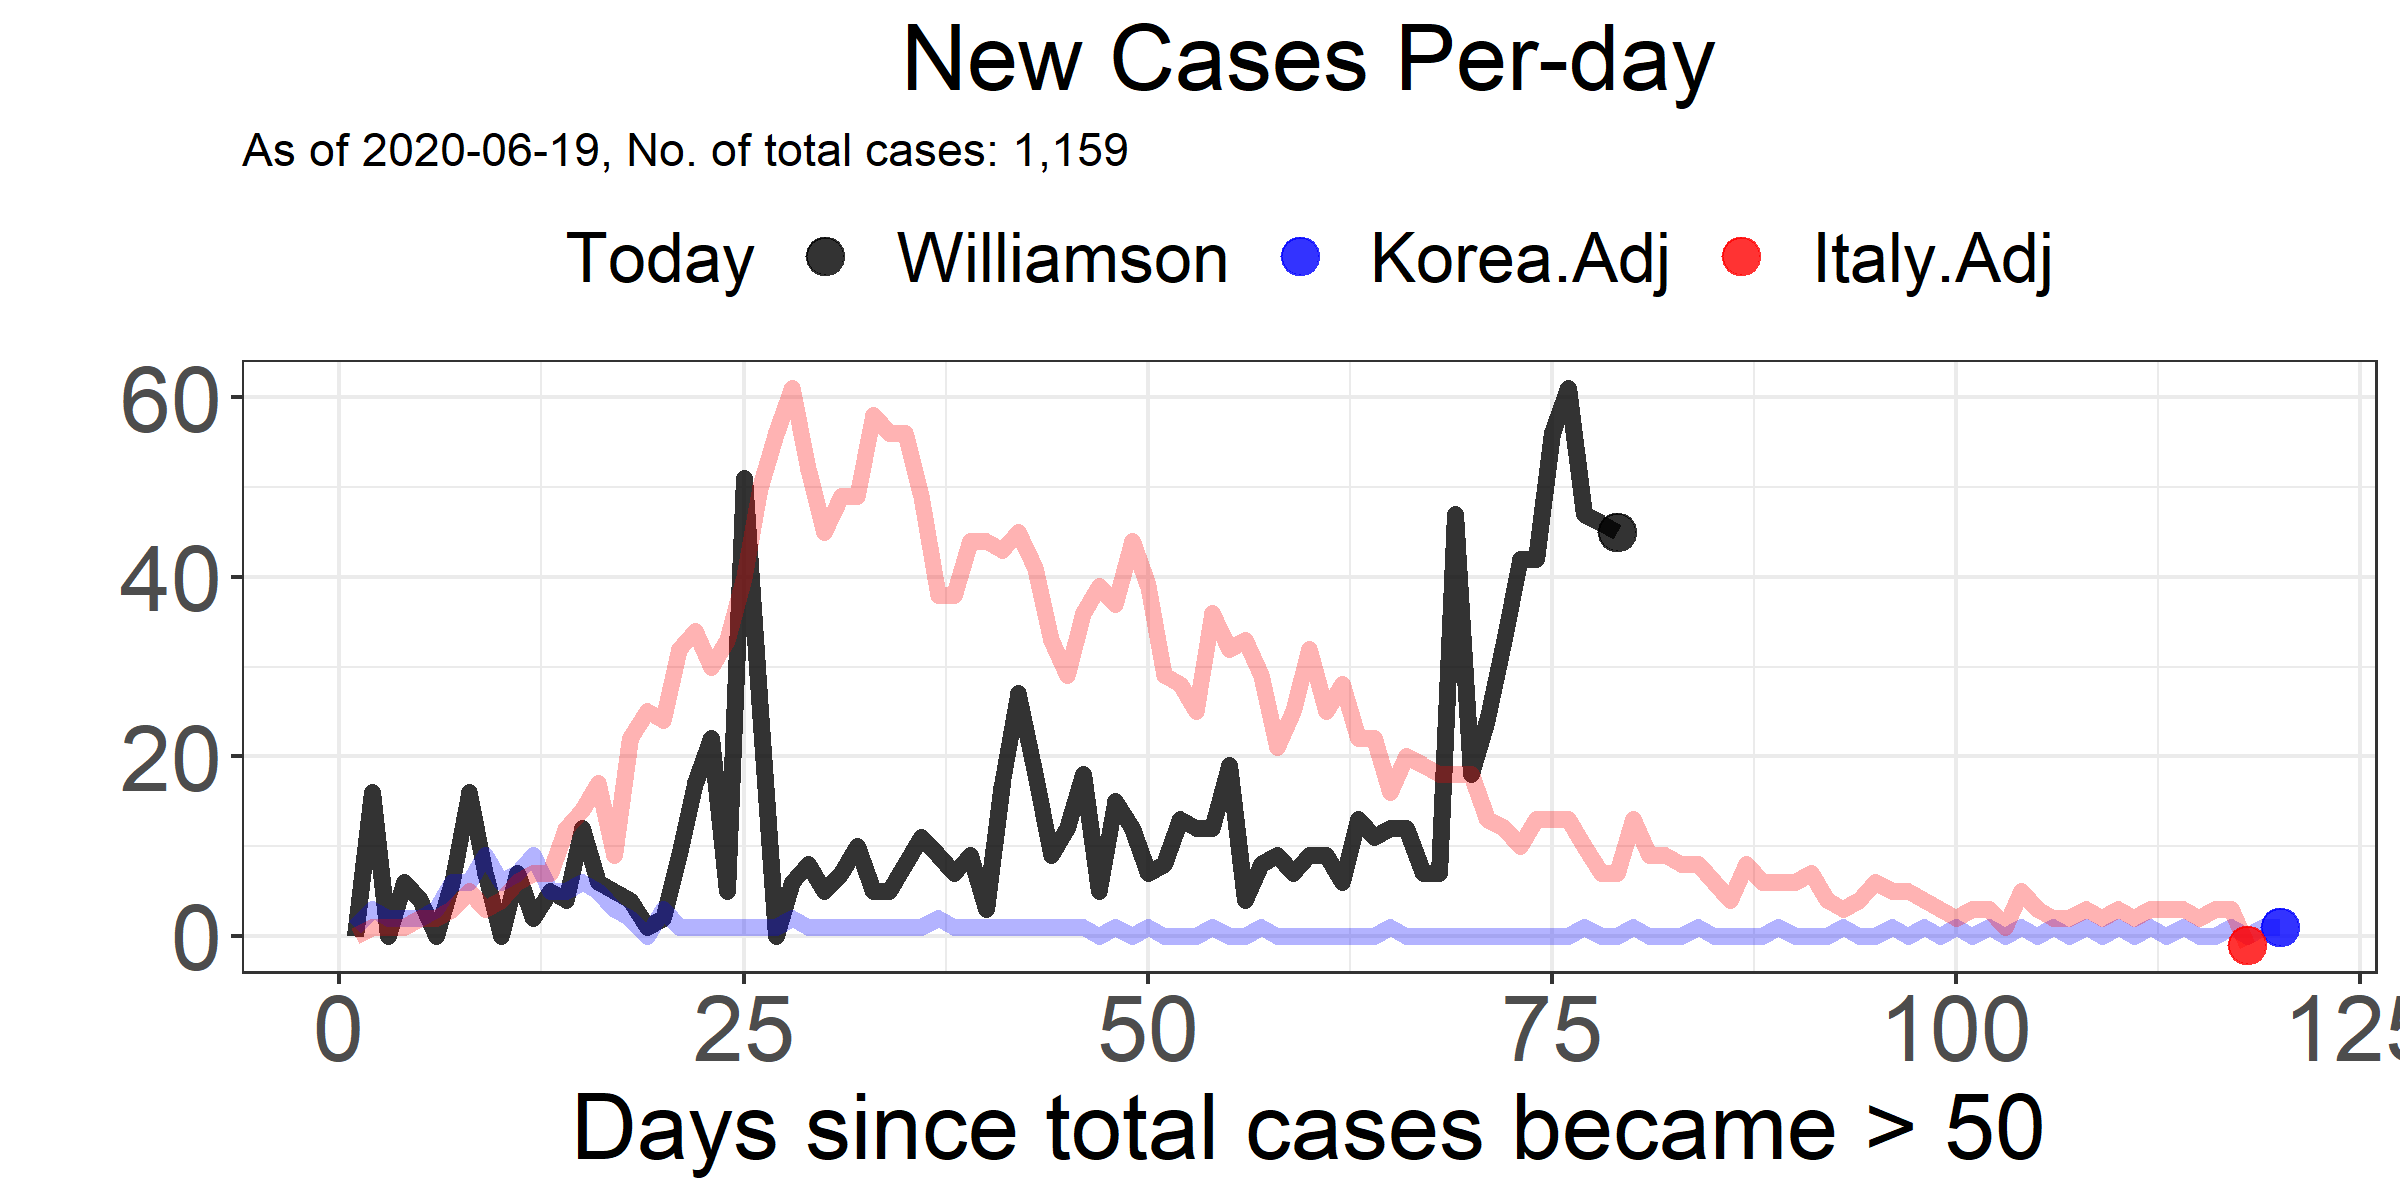 New Cases Per-day
As of 2020-06-19, No. of total cases: 1,159
Today Williamson Korea.Adj Italy.Adj
60
40
20
0
0 25 50 75 100 125
Days since total cases became > 50